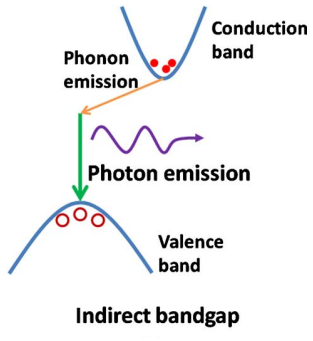 Conduction
band
Phonon
emission
Photon emission
Valence
band
Indirect bandgap